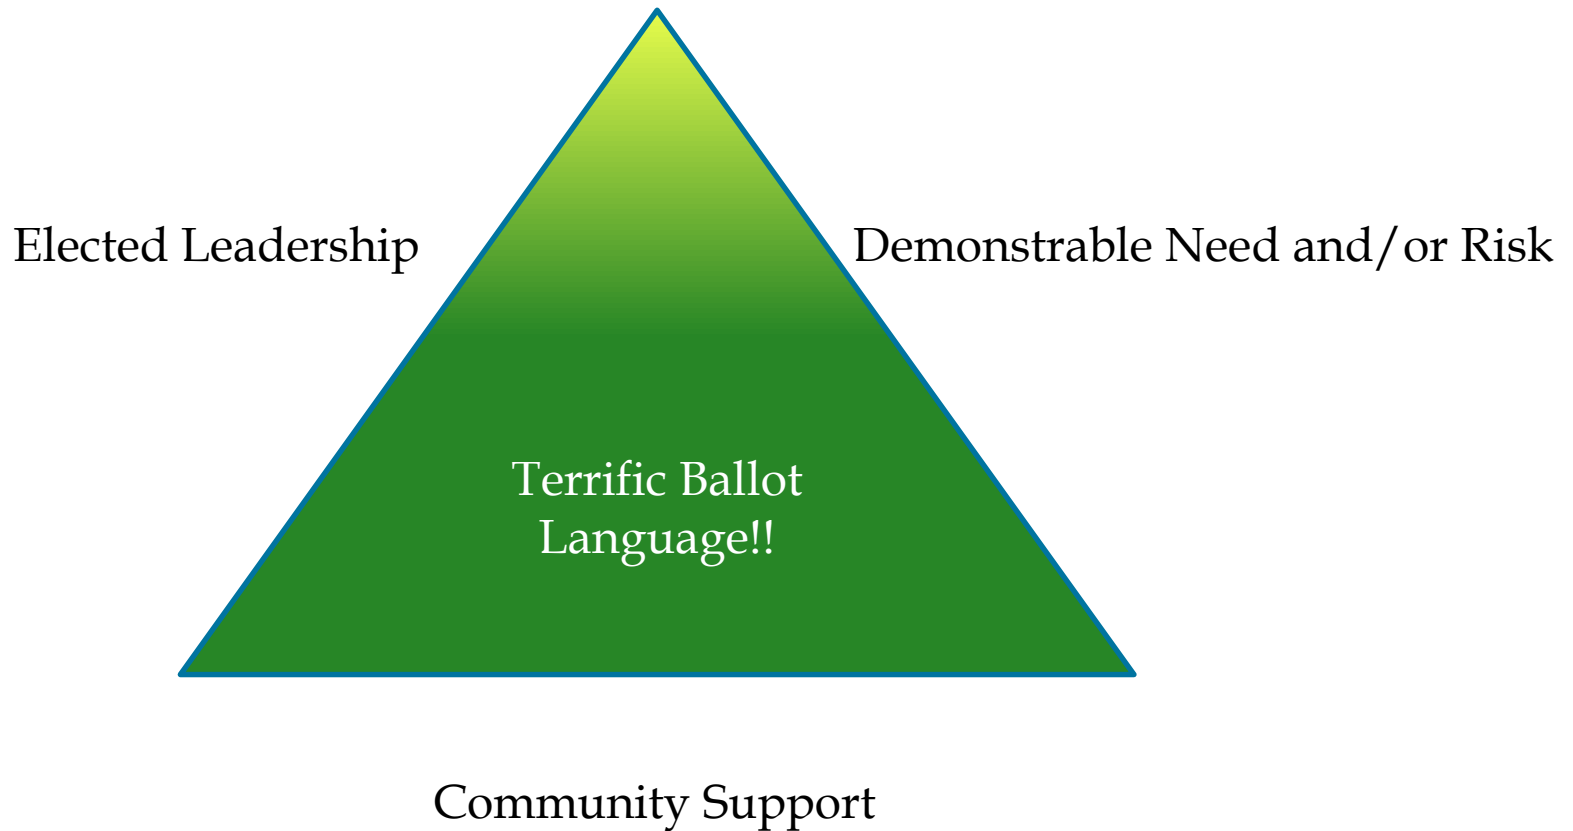 Elected Leadership
Demonstrable Need and/or Risk
Terrific Ballot
Language!!
Community Support